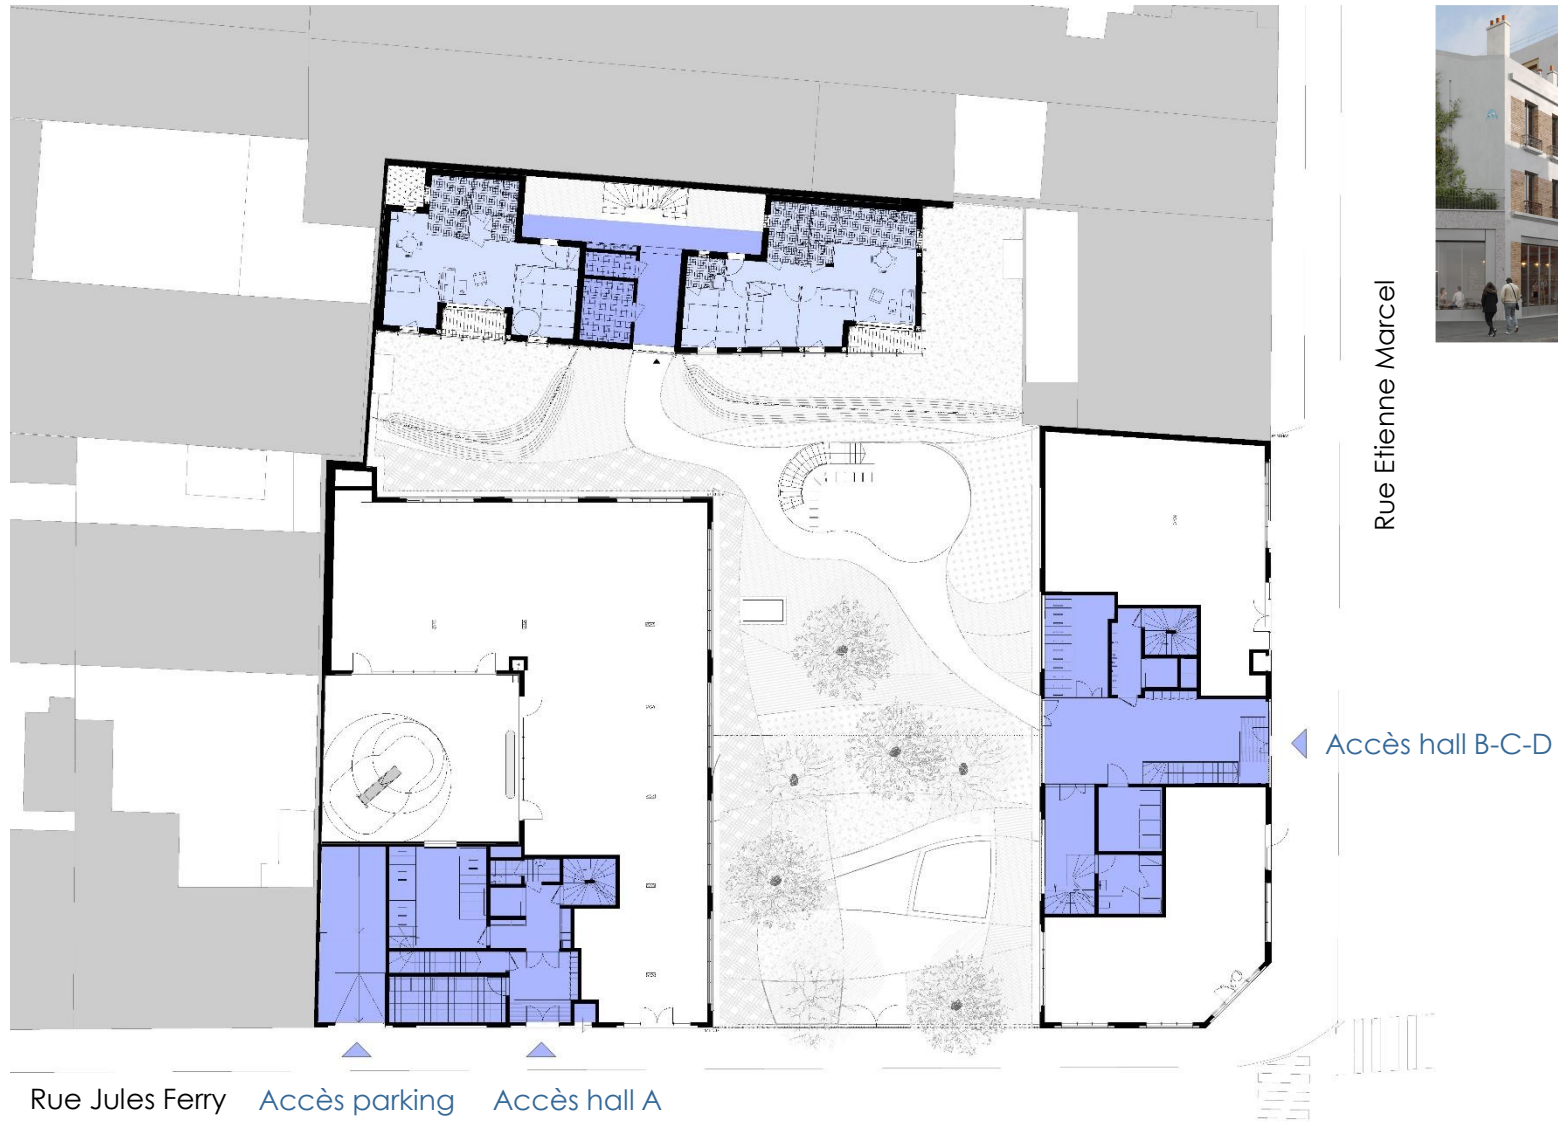 Rue Etienne Marcel
Accès hall B-C-D
Rue Jules Ferry
Accès parking
Accès hall A